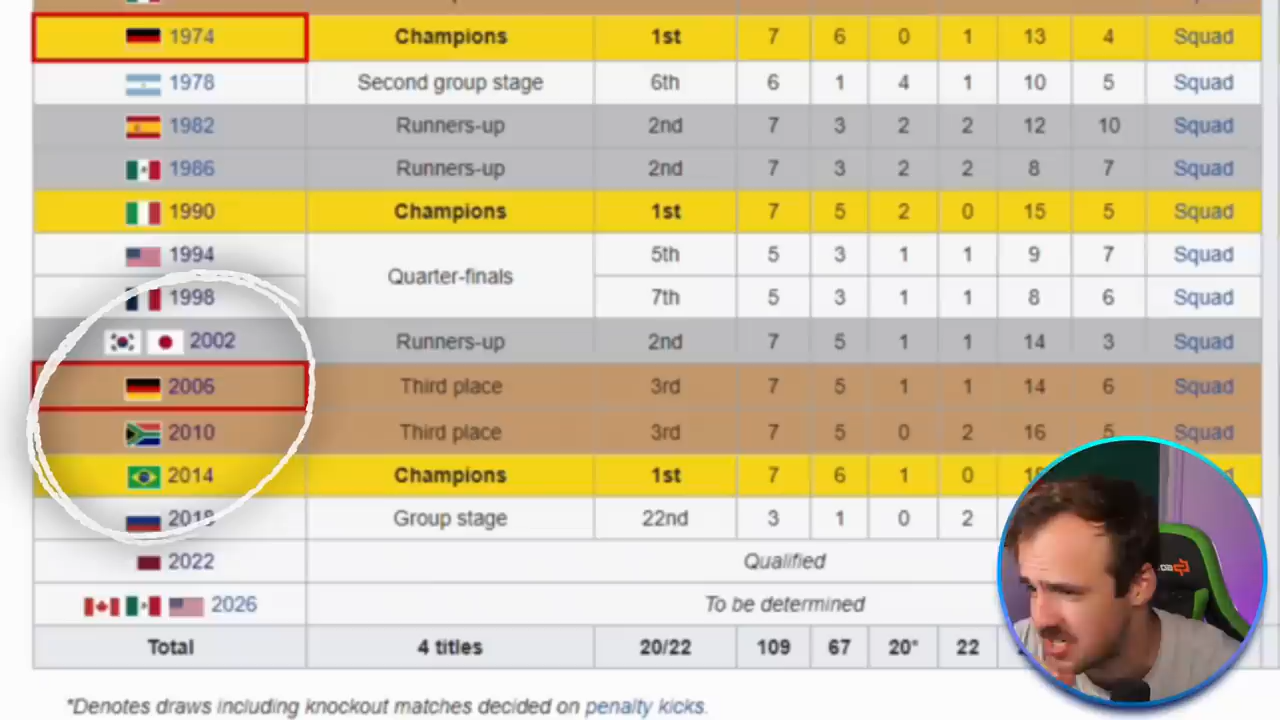 1974 Champions 1st 7 6 0 1 13 4 Squad
1978 Second group stage 6th 6 1 4 1 10 5 Squad
1982 Runners-up 2nd 7 3 2 2 12 10 Squad
1986 Runners-up 2nd 7 3 2 2 8 7 Squad
1990 Champions 1st 7 5 2 0 15 5 Squad
1994 Quarter-finals 5th 5 3 1 1 9 7 Squad
1998 7th 5 3 1 1 8 6 Squad
2002 Runners-up 2nd 7 5 1 1 14 3 Squad
2006 Third place 3rd 7 5 1 1 14 6 Squad
2010 Third place 3rd 7 5 0 2 16 5 Squad
2014 Champions 1st 7 6 1 0
2018 Group stage 22nd 3 1 0 2
2022 Qualified
2026 To be determined
Total 4 titles 20/22 109 67 20* 22
*Denotes draws including knockout matches decided on penalty kicks.